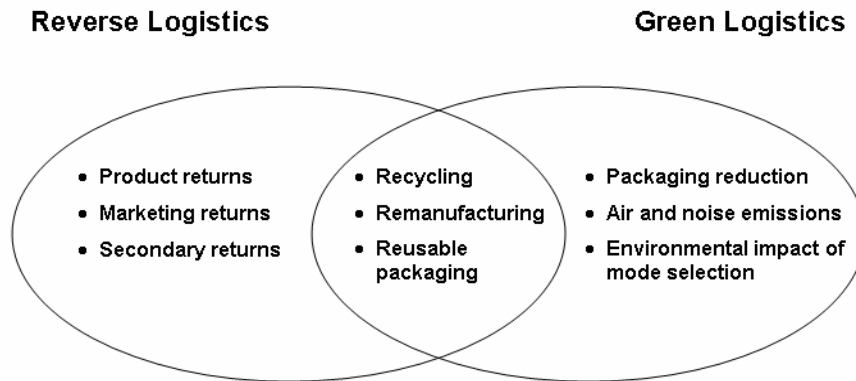 Reverse Logistics
Green Logistics
• Product returns
• Marketing returns
• Secondary returns
• Recycling
• Remanufacturing
• Reusable
packaging
• Packaging reduction
• Air and noise emissions
• Environmental impact of
mode selection